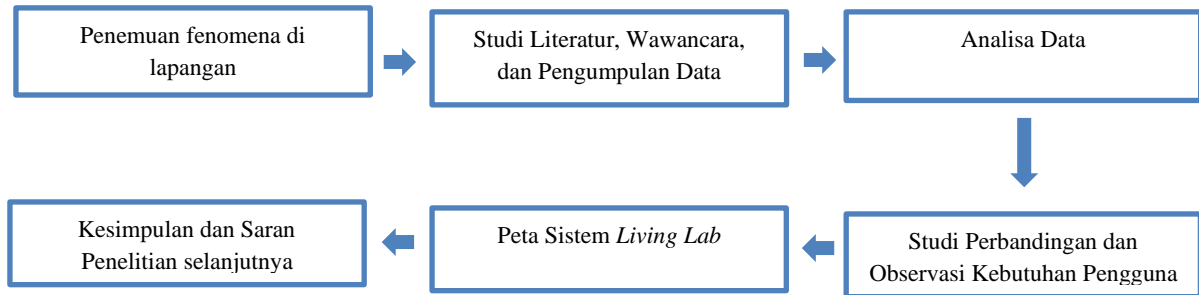 Penemuan fenomena di
lapangan
Studi Literatur, Wawancara,
dan Pengumpulan Data
Analisa Data
Studi Perbandingan dan
Observasi Kebutuhan Pengguna
Peta Sistem Living Lab
Kesimpulan dan Saran
Penelitian selanjutnya